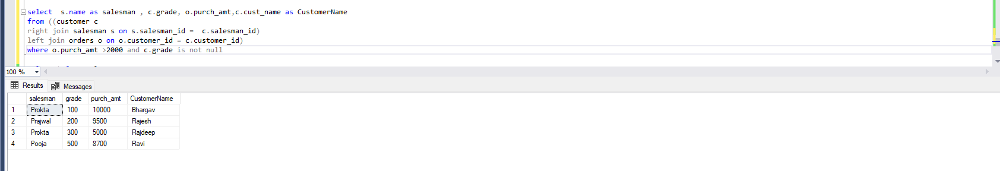 select  s.name as salesman , c.grade, o.purch_amt,c.cust_name as CustomerName
from ((customer c
right join salesman s on s.salesman_id =  c.salesman_id)
left join orders o on o.customer_id = c.customer_id)
where o.purch_amt >2000 and c.grade is not null
100 %
Results Messages
salesman grade purch_amt CustomerName
1 Prokta 100 10000 Bhargav
2 Prajwal 200 9500 Rajesh
3 Prokta 300 5000 Rajdeep
4 Pooja 500 8700 Ravi